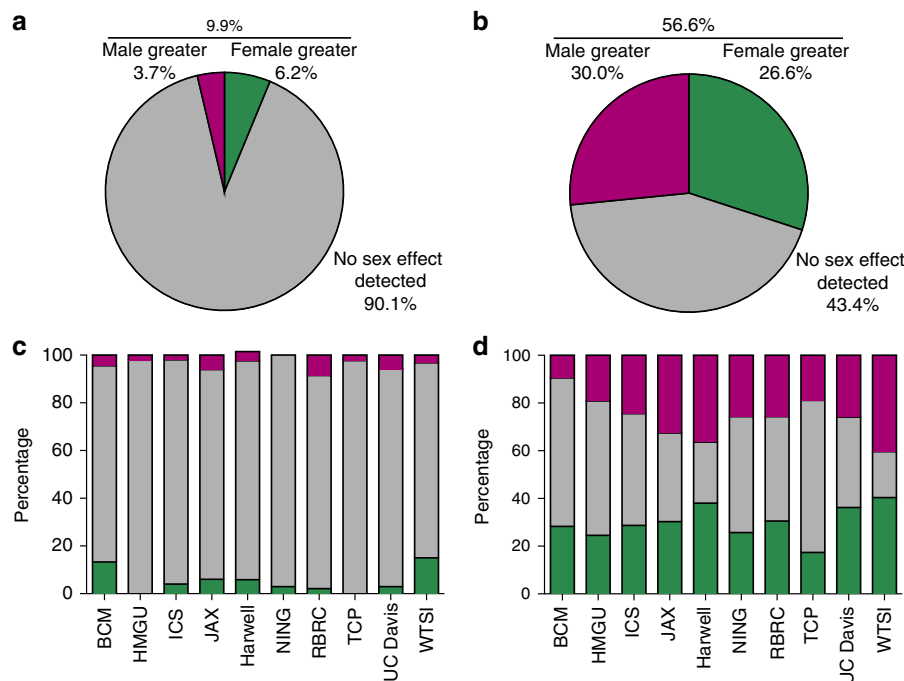 a
9.9%
Male greater Female greater
3.7% 6.2%
No sex effect
detected
90.1%
b
56.6%
Male greater Female greater
30.0% 26.6%
No sex effect
detected
43.4%
c
100
80
60
40
20
0
Percentage
BCM
HMGU
ICS
JAX
Harwell
NING
RBRC
TCP
UC Davis
WTSI
d
100
80
60
40
20
0
Percentage
BCM
HMGU
ICS
JAX
Harwell
NING
RBRC
TCP
UC Davis
WTSI